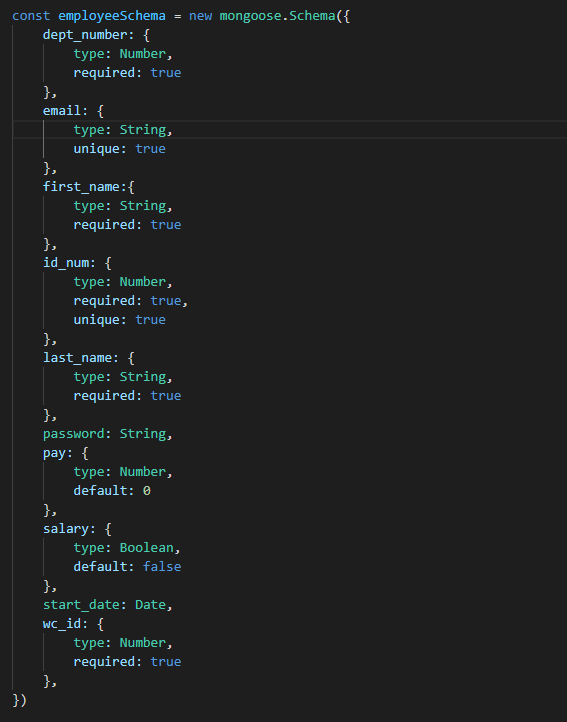 const employeeSchema = new mongoose.Schema({
    dept_number: {
        type: Number,
        required: true
    },
    email: {
        type: String,
        unique: true
    },
    first_name:{
        type: String,
        required: true
    },
    id_num: {
        type: Number,
        required: true,
        unique: true
    },
    last_name: {
        type: String,
        required: true
    },
    password: String,
    pay: {
        type: Number,
        default: 0
    },
    salary: {
        type: Boolean,
        default: false
    },
    start_date: Date,
    wc_id: {
        type: Number,
        required: true
    },
})